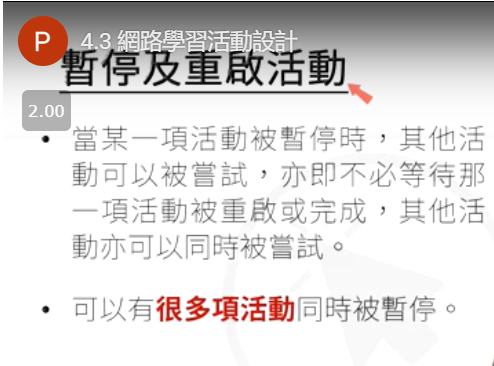 P 4.3 網路學習活動設計
暫停及重啟活動
2.00
• 當某一項活動被暫停時，其他活
動可以被嘗試，亦即不必等待那
一項活動被重啟或完成，其他活
動亦可以同時被嘗試。
• 可以有很多項活動同時被暫停。